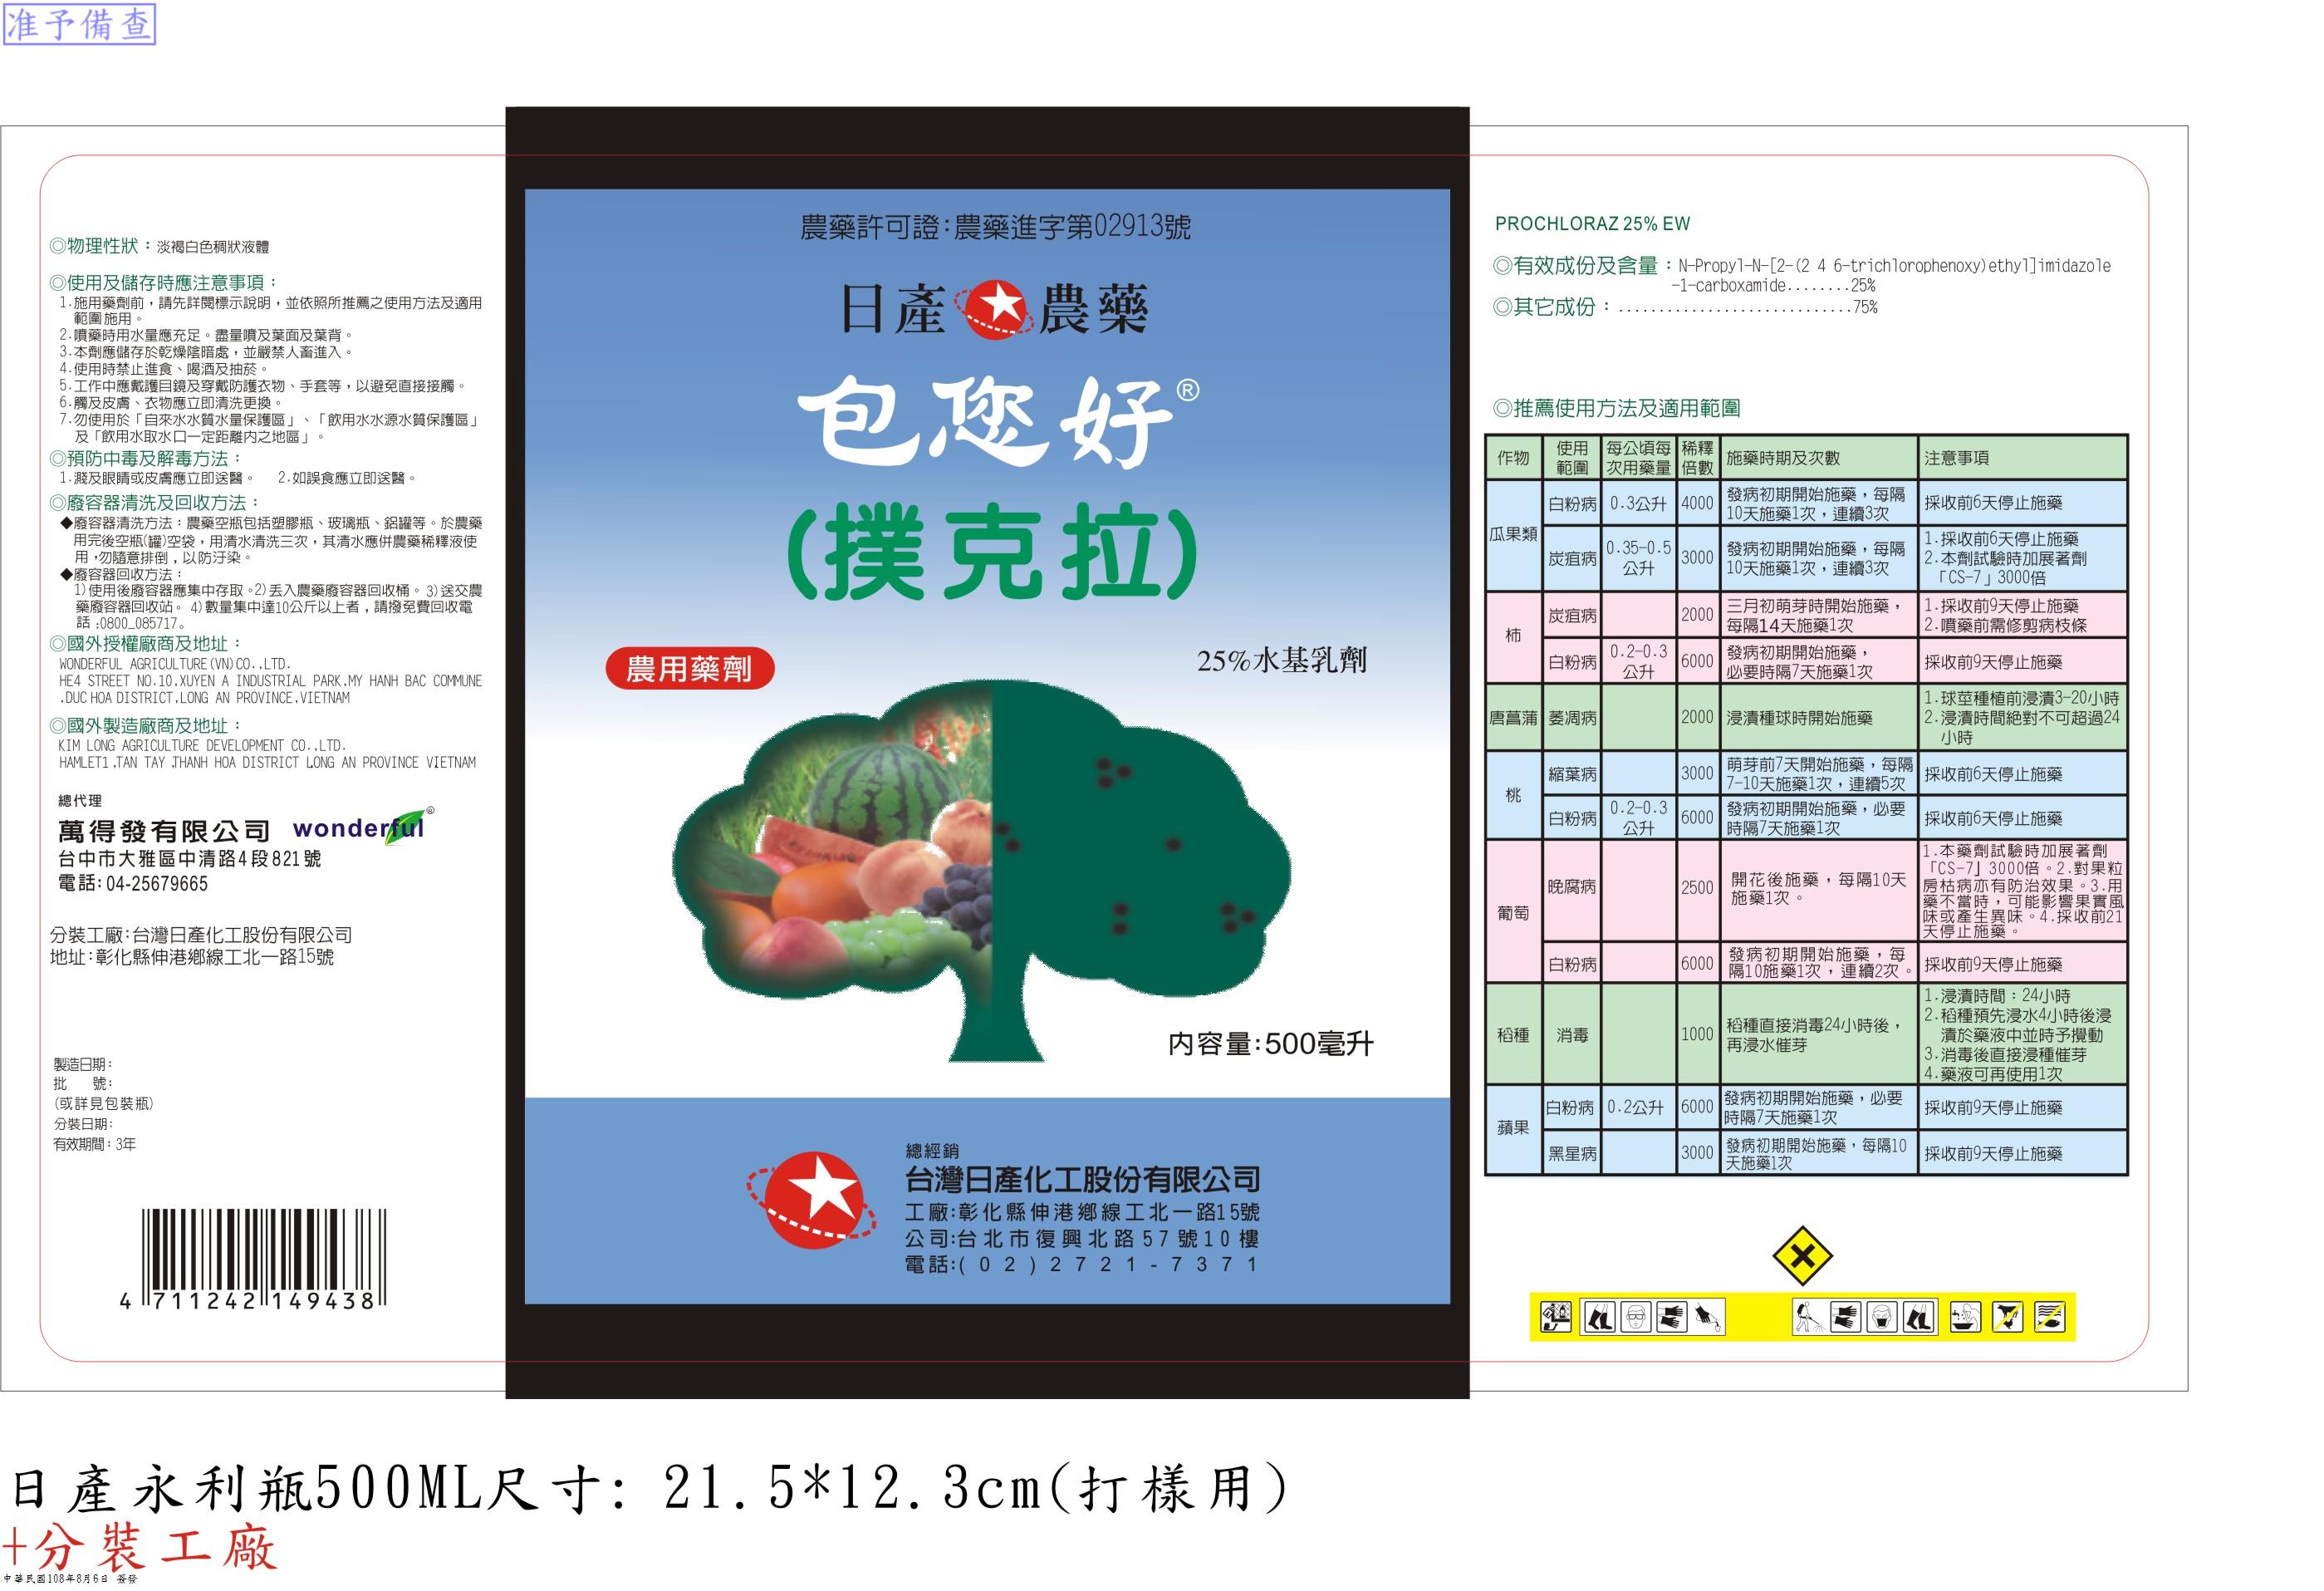 准予備查
◎物理性狀：淡褐白色稠狀液體
◎使用及儲存時應注意事項：
1.施用藥劑前，請先詳閱標示說明，並依照所推薦之使用方法及適用
範圍施用。
2.噴藥時用水量應充足。盡量噴及葉面及葉背。
3.本劑應儲存於乾燥陰暗處，並嚴禁人畜進入。
4.使用時禁止進食、喝酒及抽菸。
5.工作中應戴護目鏡及穿戴防護衣物、手套等，以避免直接接觸。
6.觸及皮膚、衣物應立即清洗更換。
7.勿使用於「自來水水質水量保護區」、「飲用水水源水質保護區」
及「飲用水取水口一定距離內之地區」。
◎預防中毒及解毒方法：
1.濺及眼睛或皮膚應立即送醫。 2.如誤食應立即送醫。
◎廢容器清洗及回收方法：
◆廢容器清洗方法：農藥空瓶包括塑膠瓶、玻璃瓶、鋁罐等。於農藥
用完後空瓶(罐)空袋，用清水清洗三次，其清水應併農藥稀釋液使
用，勿隨意排倒，以防汙染。
◆廢容器回收方法：
1)使用後廢容器應集中存取。2)丟入農藥廢容器回收桶。3)送交農
藥廢容器回收站。 4)數量集中達10公斤以上者，請撥免費回收電
話:0800_085717。
◎國外授權廠商及地址：
WONDERFUL AGRICULTURE(VN)CO.,LTD.
HE4 STREET NO.10.XUYEN A INDUSTRIAL PARK.MY HANH BAC COMMUNE
.DUC HOA DISTRICT.LONG AN PROVINCE.VIETNAM
◎國外製造廠商及地址：
KIM LONG AGRICULTURE DEVELOPMENT CO.,LTD.
HAMLET1.TAN TAY.THANH HOA DISTRICT LONG AN PROVINCE VIETNAM
總代理
萬得發有限公司 wonderful®
台中市大雅區中清路4段821號
電話:04-25679665
分裝工廠:台灣日產化工股份有限公司
地址:彰化縣伸港鄉線工北一路15號
製造日期:
批 號:
(或詳見包裝瓶)
分裝日期:
有效期間:3年
4 711242 149438
農藥許可證:農藥進字第02913號
日產 農藥
包您好®
(撲克拉)
農用藥劑
25%水基乳劑
內容量:500毫升
總經銷
台灣日產化工股份有限公司
工廠:彰化縣伸港鄉線工北一路15號
公司:台北市復興北路57號10樓
電話:(02)2721-7371
PROCHLORAZ 25% EW
◎有效成份及含量：N-Propyl-N-[2-(2 4 6-trichlorophenoxy)ethyl]imidazole
-1-carboxamide........25%
◎其它成份：.............................75%
◎推薦使用方法及適用範圍
作物 使用範圍 每公頃每次用藥量 稀釋倍數 施藥時期及次數 注意事項
瓜果類 白粉病 0.3公升 4000 發病初期開始施藥，每隔10天施藥1次，連續3次 採收前6天停止施藥
炭疽病 0.35-0.5公升 3000 發病初期開始施藥，每隔10天施藥1次，連續3次 1.採收前6天停止施藥 2.本劑試驗時加展著劑「CS-7」3000倍
柿 炭疽病 2000 三月初萌芽時開始施藥，每隔14天施藥1次 1.採收前9天停止施藥 2.噴藥前需修剪病枝條
白粉病 0.2-0.3公升 6000 發病初期開始施藥，必要時隔7天施藥1次 採收前9天停止施藥
唐菖蒲 萎凋病 2000 浸漬種球時開始施藥 1.球莖種植前浸漬3-20小時 2.浸漬時間絕對不可超過24小時
桃 縮葉病 3000 萌芽前7天開始施藥，每隔7-10天施藥1次，連續5次 採收前6天停止施藥
白粉病 0.2-0.3公升 6000 發病初期開始施藥，必要時隔7天施藥1次 採收前6天停止施藥
葡萄 晚腐病 2500 開花後施藥，每隔10天施藥1次。 1.本藥劑試驗時加展著劑「CS-7」3000倍。2.對果粒房枯病亦有防治效果。3.用藥不當時，可能影響果實風味或產生異味。4.採收前21天停止施藥。
白粉病 6000 發病初期開始施藥，每隔10施藥1次，連續2次。 採收前9天停止施藥
稻種 消毒 1000 稻種直接消毒24小時後，再浸水催芽 1.浸漬時間：24小時 2.稻種預先浸水4小時後浸漬於藥液中並時予攪動 3.消毒後直接浸種催芽 4.藥液可再使用1次
蘋果 白粉病 0.2公升 6000 發病初期開始施藥，必要時隔7天施藥1次 採收前9天停止施藥
黑星病 3000 發病初期開始施藥，每隔10天施藥1次 採收前9天停止施藥
日產永利瓶500ML尺寸: 21.5*12.3cm(打樣用)
+分裝工廠
中華民國108年8月6日 簽發